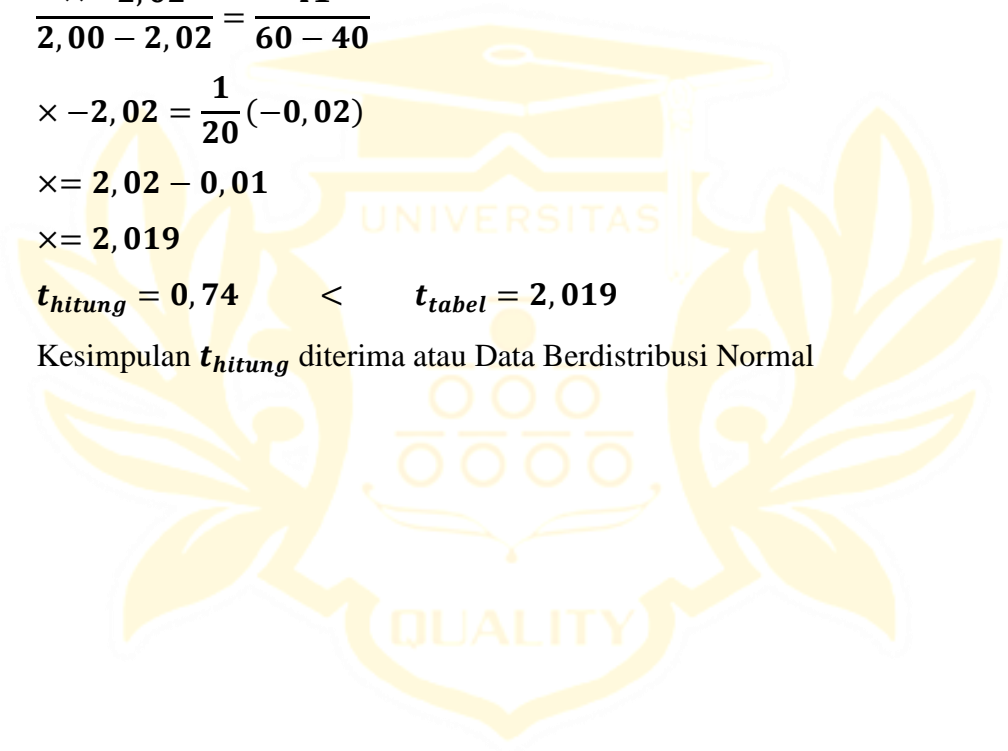 2,00 − 2,02 = 60 − 40
× −2,02 = 1/20 (−0,02)
×= 2,02 − 0,01
×= 2,019
t_hitung = 0,74 < t_tabel = 2,019
Kesimpulan t_hitung diterima atau Data Berdistribusi Normal
UNIVERSITAS
QUALITY